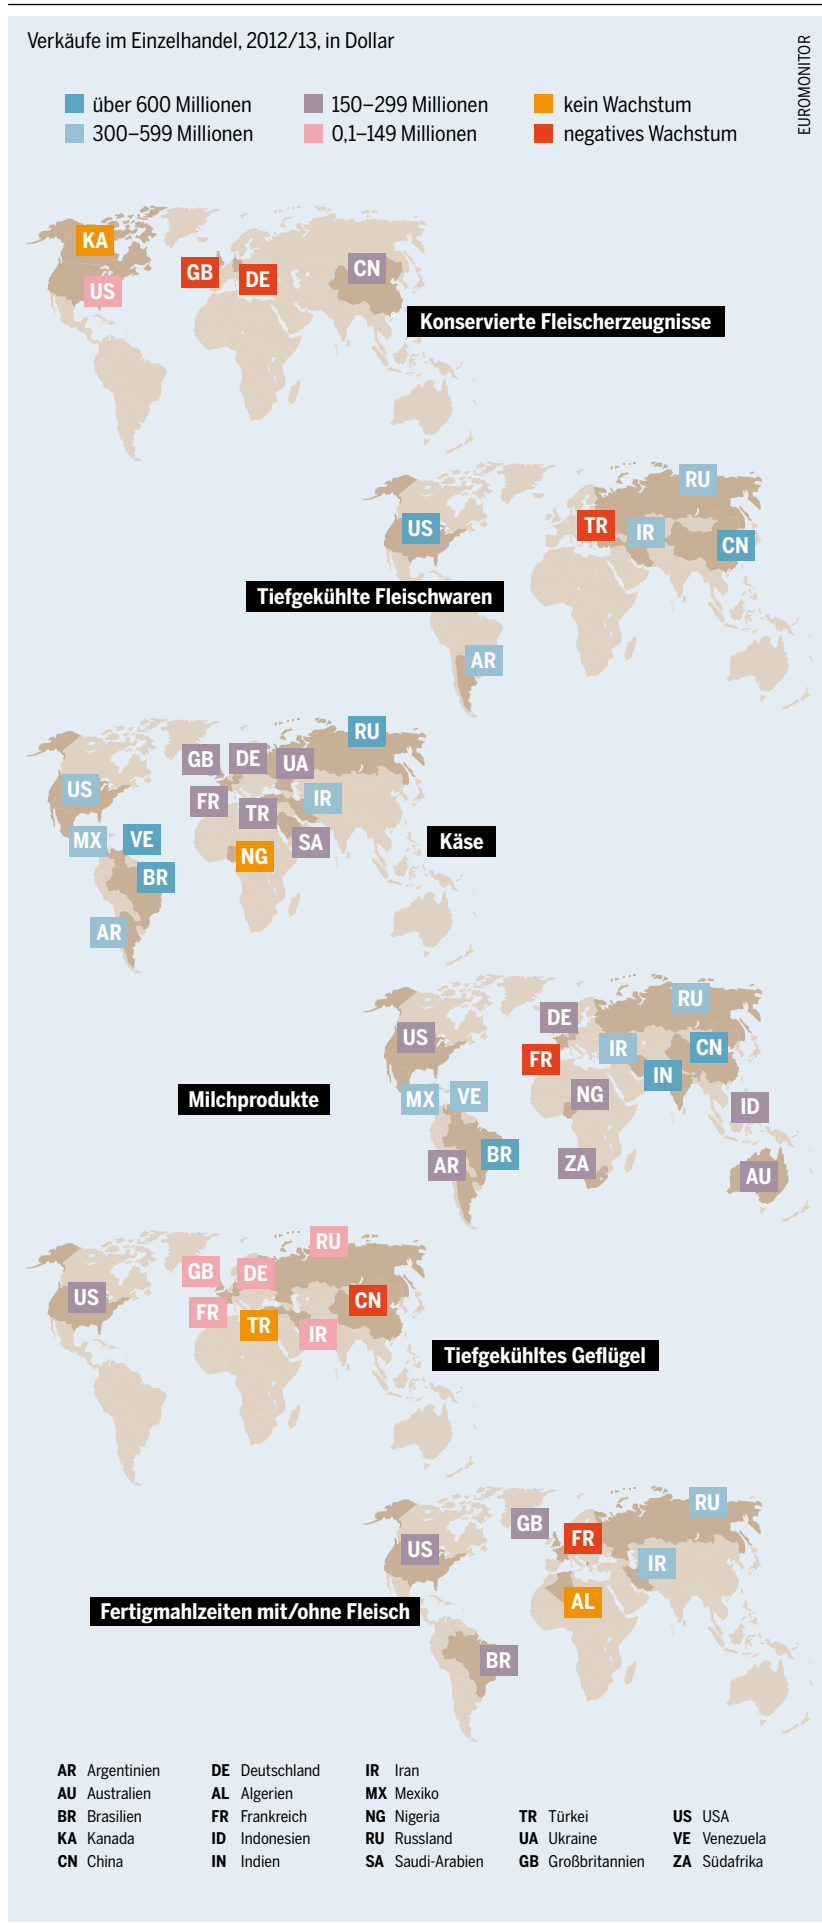 Verkäufe im Einzelhandel, 2012/13, in Dollar
EUROMONITOR
über 600 Millionen
300–599 Millionen
150–299 Millionen
0,1–149 Millionen
kein Wachstum
negatives Wachstum
KA
US
GB
DE
CN
Konservierte Fleischerzeugnisse
RU
US
TR
IR
CN
Tiefgekühlte Fleischwaren
AR
RU
GB
DE
UA
US
FR
TR
IR
MX
VE
SA
NG
BR
AR
Käse
RU
DE
US
FR
IR
CN
IN
Milchprodukte
MX
VE
NG
ID
BR
AR
ZA
AU
RU
GB
DE
US
FR
TR
IR
CN
Tiefgekühltes Geflügel
RU
GB
US
FR
IR
AL
Fertigmahlzeiten mit/ohne Fleisch
BR
AR Argentinien
AU Australien
BR Brasilien
KA Kanada
CN China
DE Deutschland
AL Algerien
FR Frankreich
ID Indonesien
IN Indien
IR Iran
MX Mexiko
NG Nigeria
RU Russland
SA Saudi-Arabien
TR Türkei
UA Ukraine
GB Großbritannien
US USA
VE Venezuela
ZA Südafrika